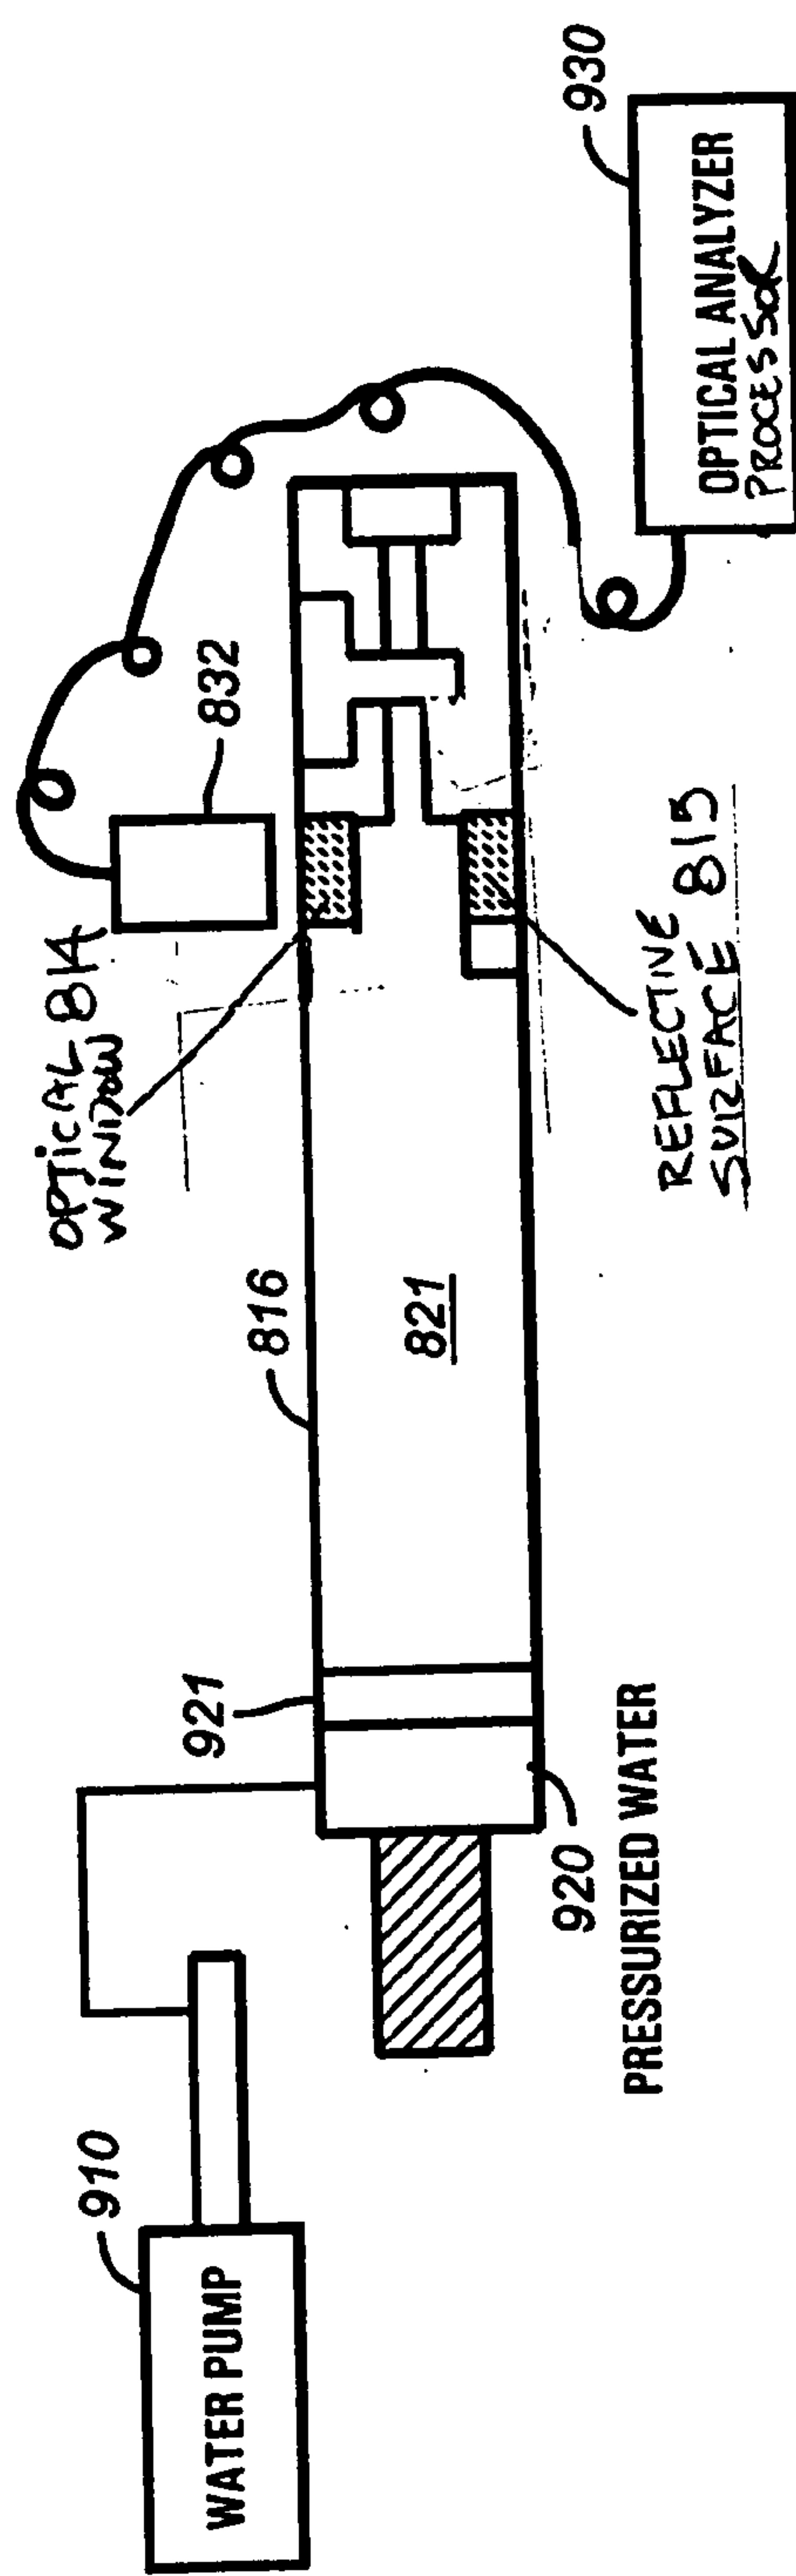 WATER PUMP
910
921
920
PRESSURIZED WATER
816
821
OPTICAL 814
WINDOW
832
REFLECTIVE
SURFACE 815
930
OPTICAL ANALYZER
PROCESSOR